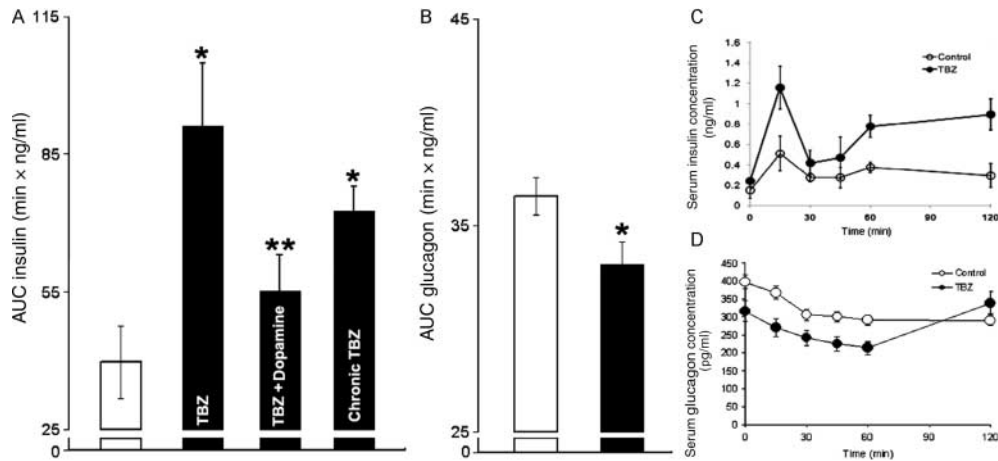 A
115
85
55
25
0
AUC insulin (min × ng/ml)
*
**
*
TBZ
TBZ + Dopamine
Chronic TBZ
B
45
35
25
0
AUC glucagon (min × ng/ml)
*
C
1.6
1.4
1.2
1
0.8
0.6
0.4
0.2
0
Serum insulin concentration
(ng/ml)
Control
TBZ
0 30 60 90 120
Time (min)
D
450
400
350
300
250
200
150
100
50
0
Serum glucagon concentration
(pg/ml)
Control
TBZ
0 30 60 90 120
Time (min)